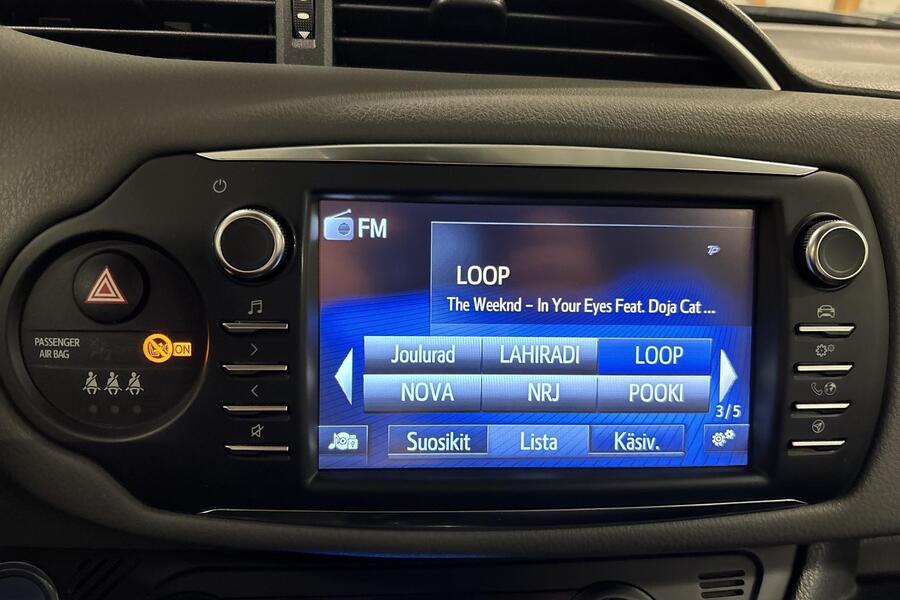 FM
TP
LOOP
The Weeknd – In Your Eyes Feat. Doja Cat ...
Joulurad LAHIRADI LOOP
NOVA NRJ POOKI
3/5
Suosikit Lista Käsiv.
PASSENGER
AIR BAG
ON